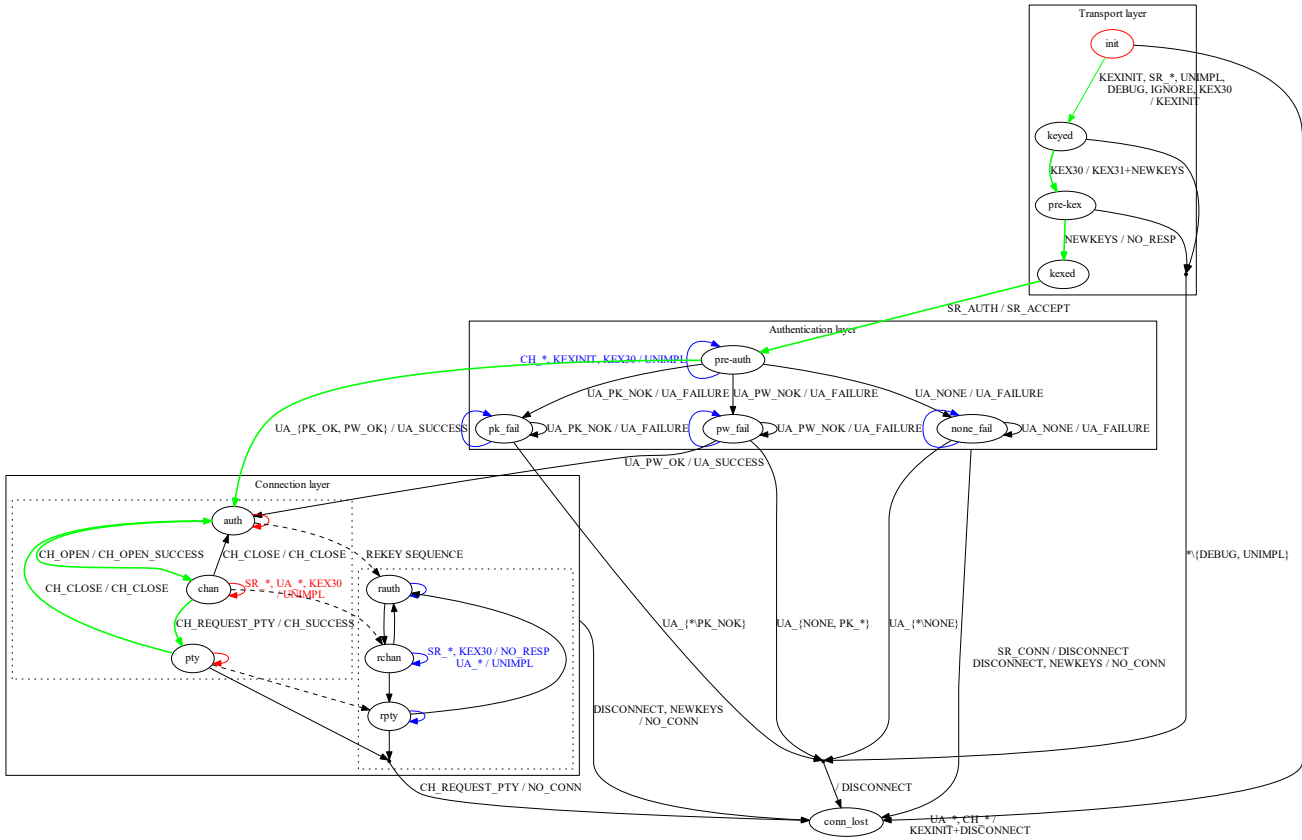 Transport layer
init
KEXINIT, SR_*, UNIMPL,
DEBUG, IGNORE, KEX30
/ KEXINIT
keyed
KEX30 / KEX31+NEWKEYS
pre-kex
NEWKEYS / NO_RESP
kexed
SR_AUTH / SR_ACCEPT
Authentication layer
CH_*, KEXINIT, KEX30 / UNIMPL
pre-auth
UA_PK_NOK / UA_FAILURE
UA_PW_NOK / UA_FAILURE
UA_NONE / UA_FAILURE
UA_{PK_OK, PW_OK} / UA_SUCCESS
pk_fail
UA_PK_NOK / UA_FAILURE
pw_fail
UA_PW_NOK / UA_FAILURE
none_fail
UA_NONE / UA_FAILURE
UA_PW_OK / UA_SUCCESS
Connection layer
auth
CH_OPEN / CH_OPEN_SUCCESS
CH_CLOSE / CH_CLOSE
REKEY SEQUENCE
*\{DEBUG, UNIMPL}
CH_CLOSE / CH_CLOSE
chan
SR_*, UA_*, KEX30
/ UNIMPL
rauth
CH_REQUEST_PTY / CH_SUCCESS
UA_{*\PK_NOK}
UA_{NONE, PK_*}
UA_{*\NONE}
pty
rchan
SR_*, KEX30 / NO_RESP
UA_* / UNIMPL
SR_CONN / DISCONNECT
DISCONNECT, NEWKEYS / NO_CONN
rpty
DISCONNECT, NEWKEYS
/ NO_CONN
CH_REQUEST_PTY / NO_CONN
/ DISCONNECT
conn_lost
UA_*, CH_* /
KEXINIT+DISCONNECT